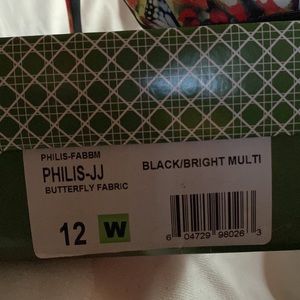 PHILIS-FABBM
PHILIS-JJ
BLACK/BRIGHT MULTI
BUTTERFLY FABRIC
12 W
6 04729 98026 3